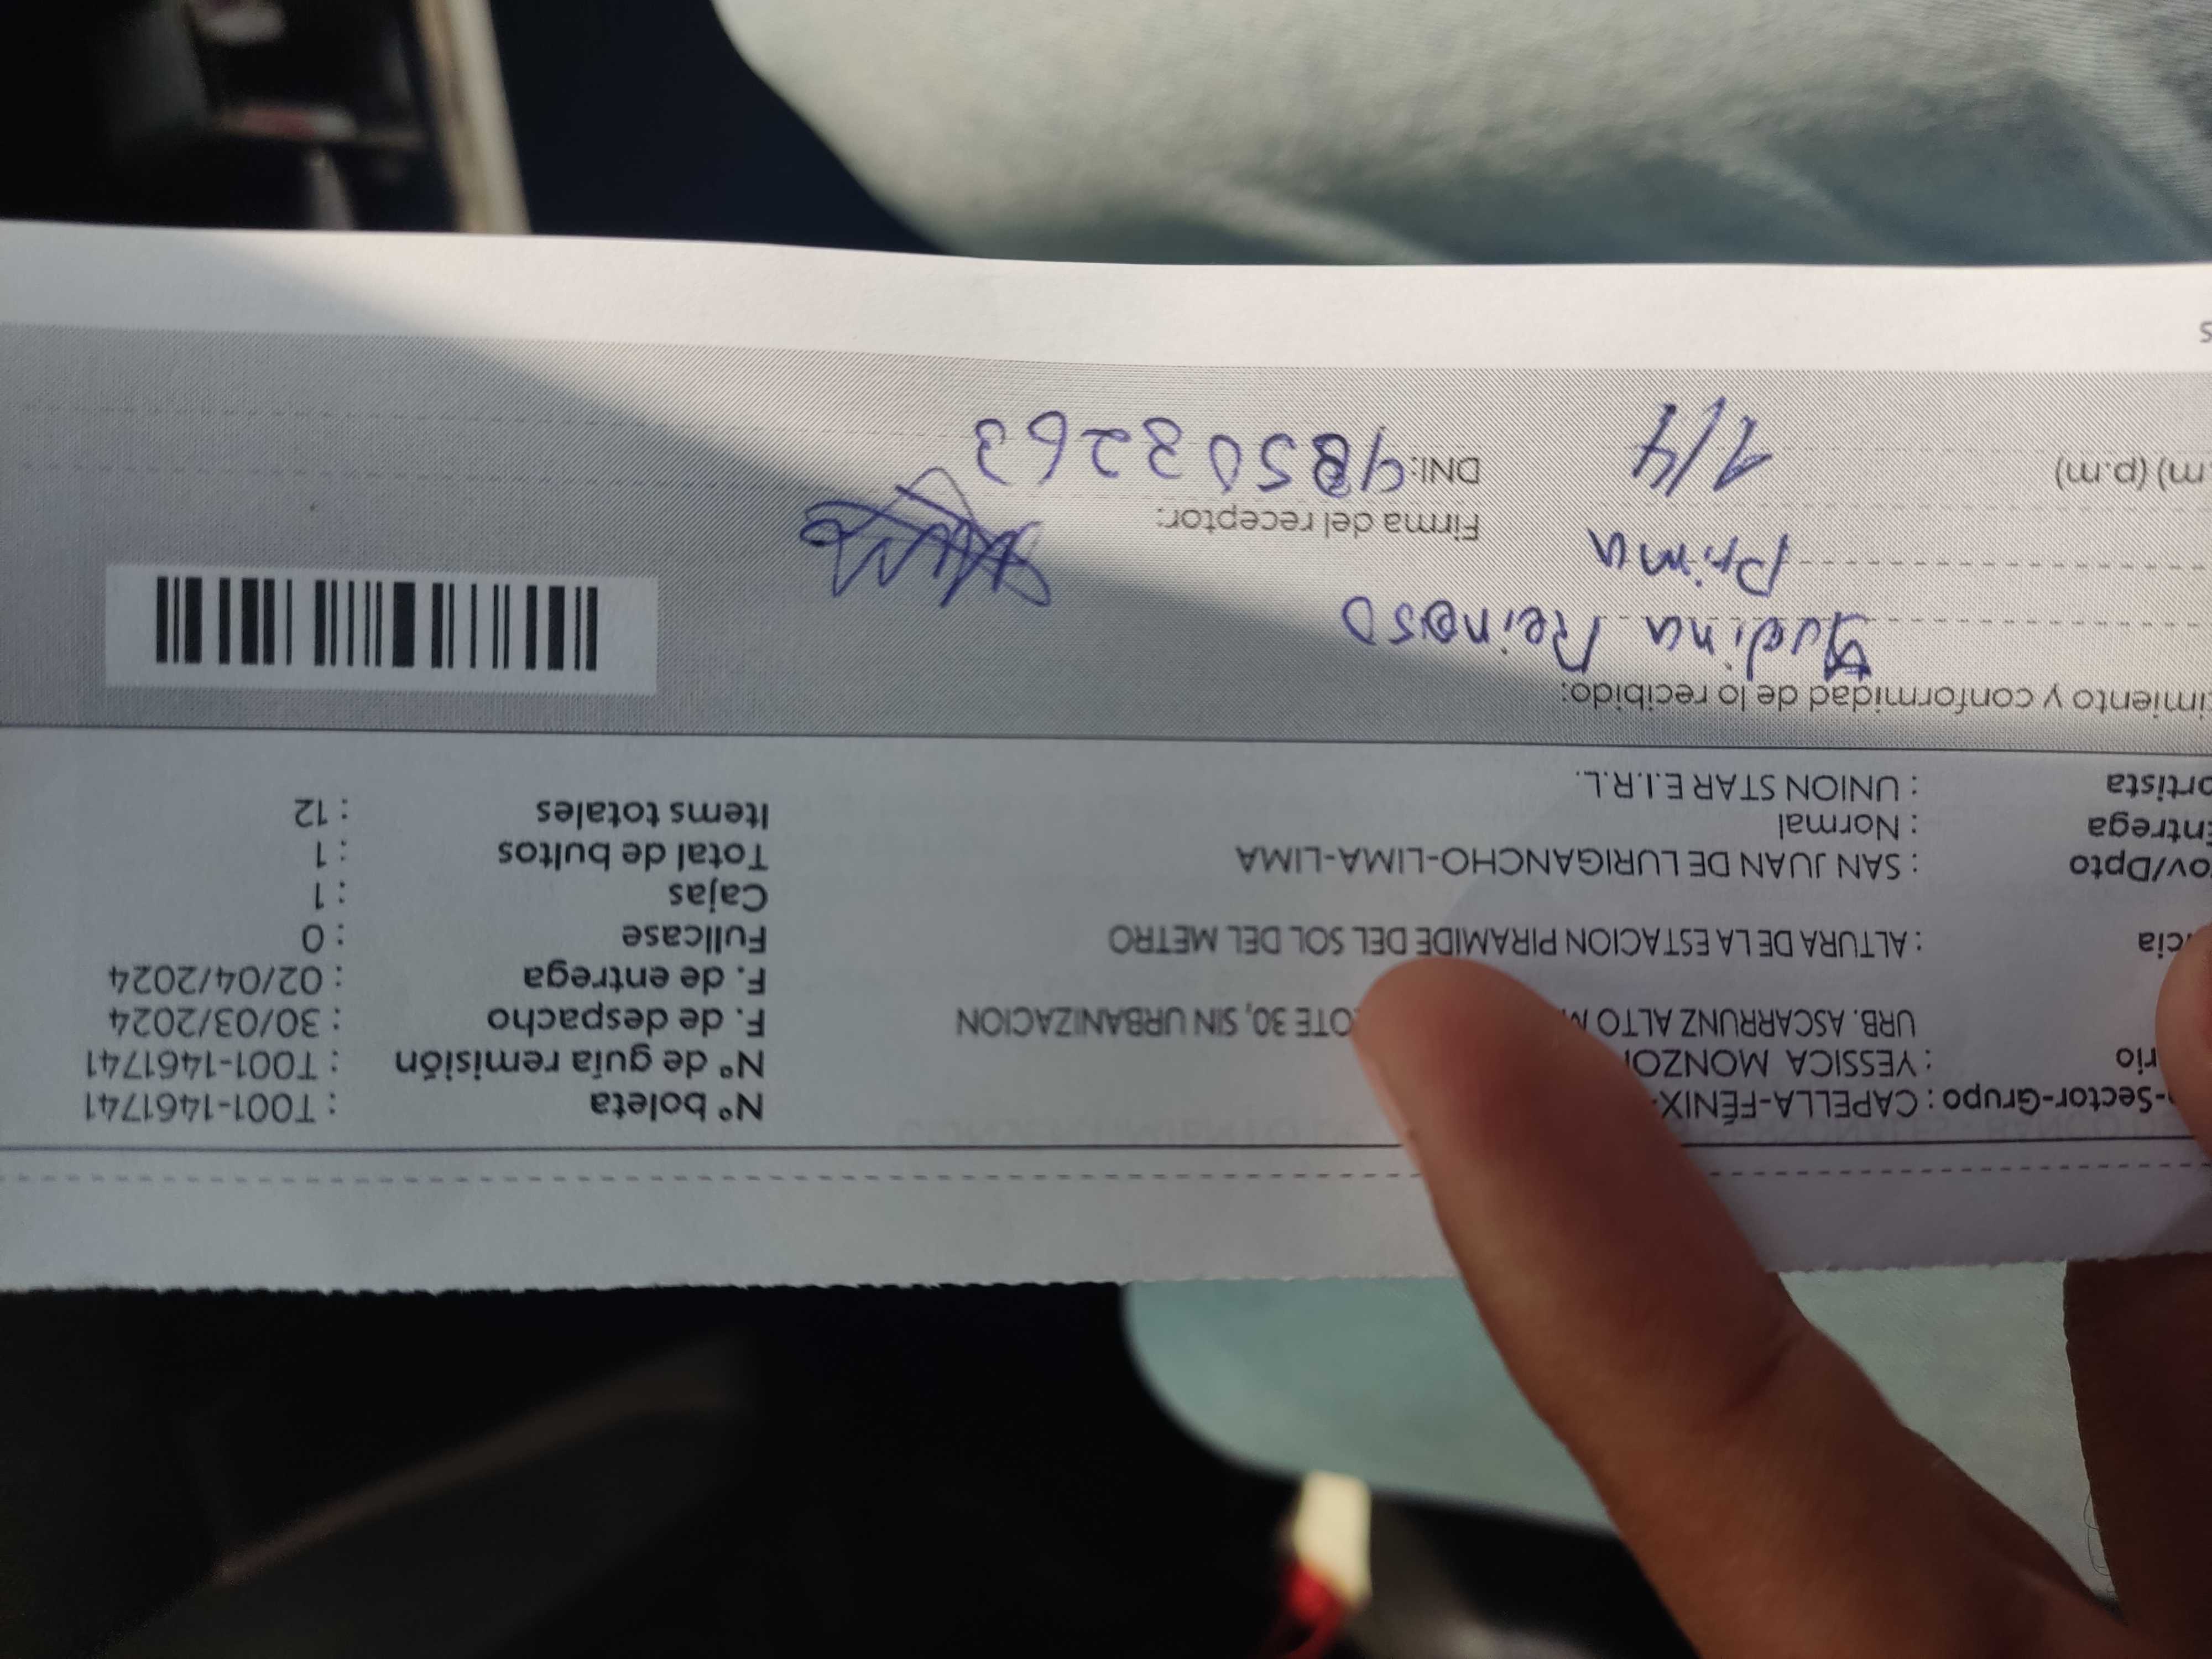 -Sector-Grupo : CAPELLA-FÉNIX-
rio : YESSICA MONZO
URB. ASCARRUNZ ALTO M OTE 30, SIN URBANIZACION
cia : ALTURA DE LA ESTACION PIRAMIDE DEL SOL DEL METRO
ov/Dpto : SAN JUAN DE LURIGANCHO-LIMA-LIMA
Entrega : Normal
ortista : UNION STAR E.I.R.L.
N° boleta : T001-1461741
N° de guía remisión : T001-1461741
F. de despacho : 30/03/2024
F. de entrega : 02/04/2024
Fullcase : 0
Cajas : 1
Total de bultos : 1
Items totales : 12
imiento y conformidad de lo recibido:
Yudina Reinoso
Prima
Firma del receptor:
.m) (p.m) 1/4
DNI: 48503263
s